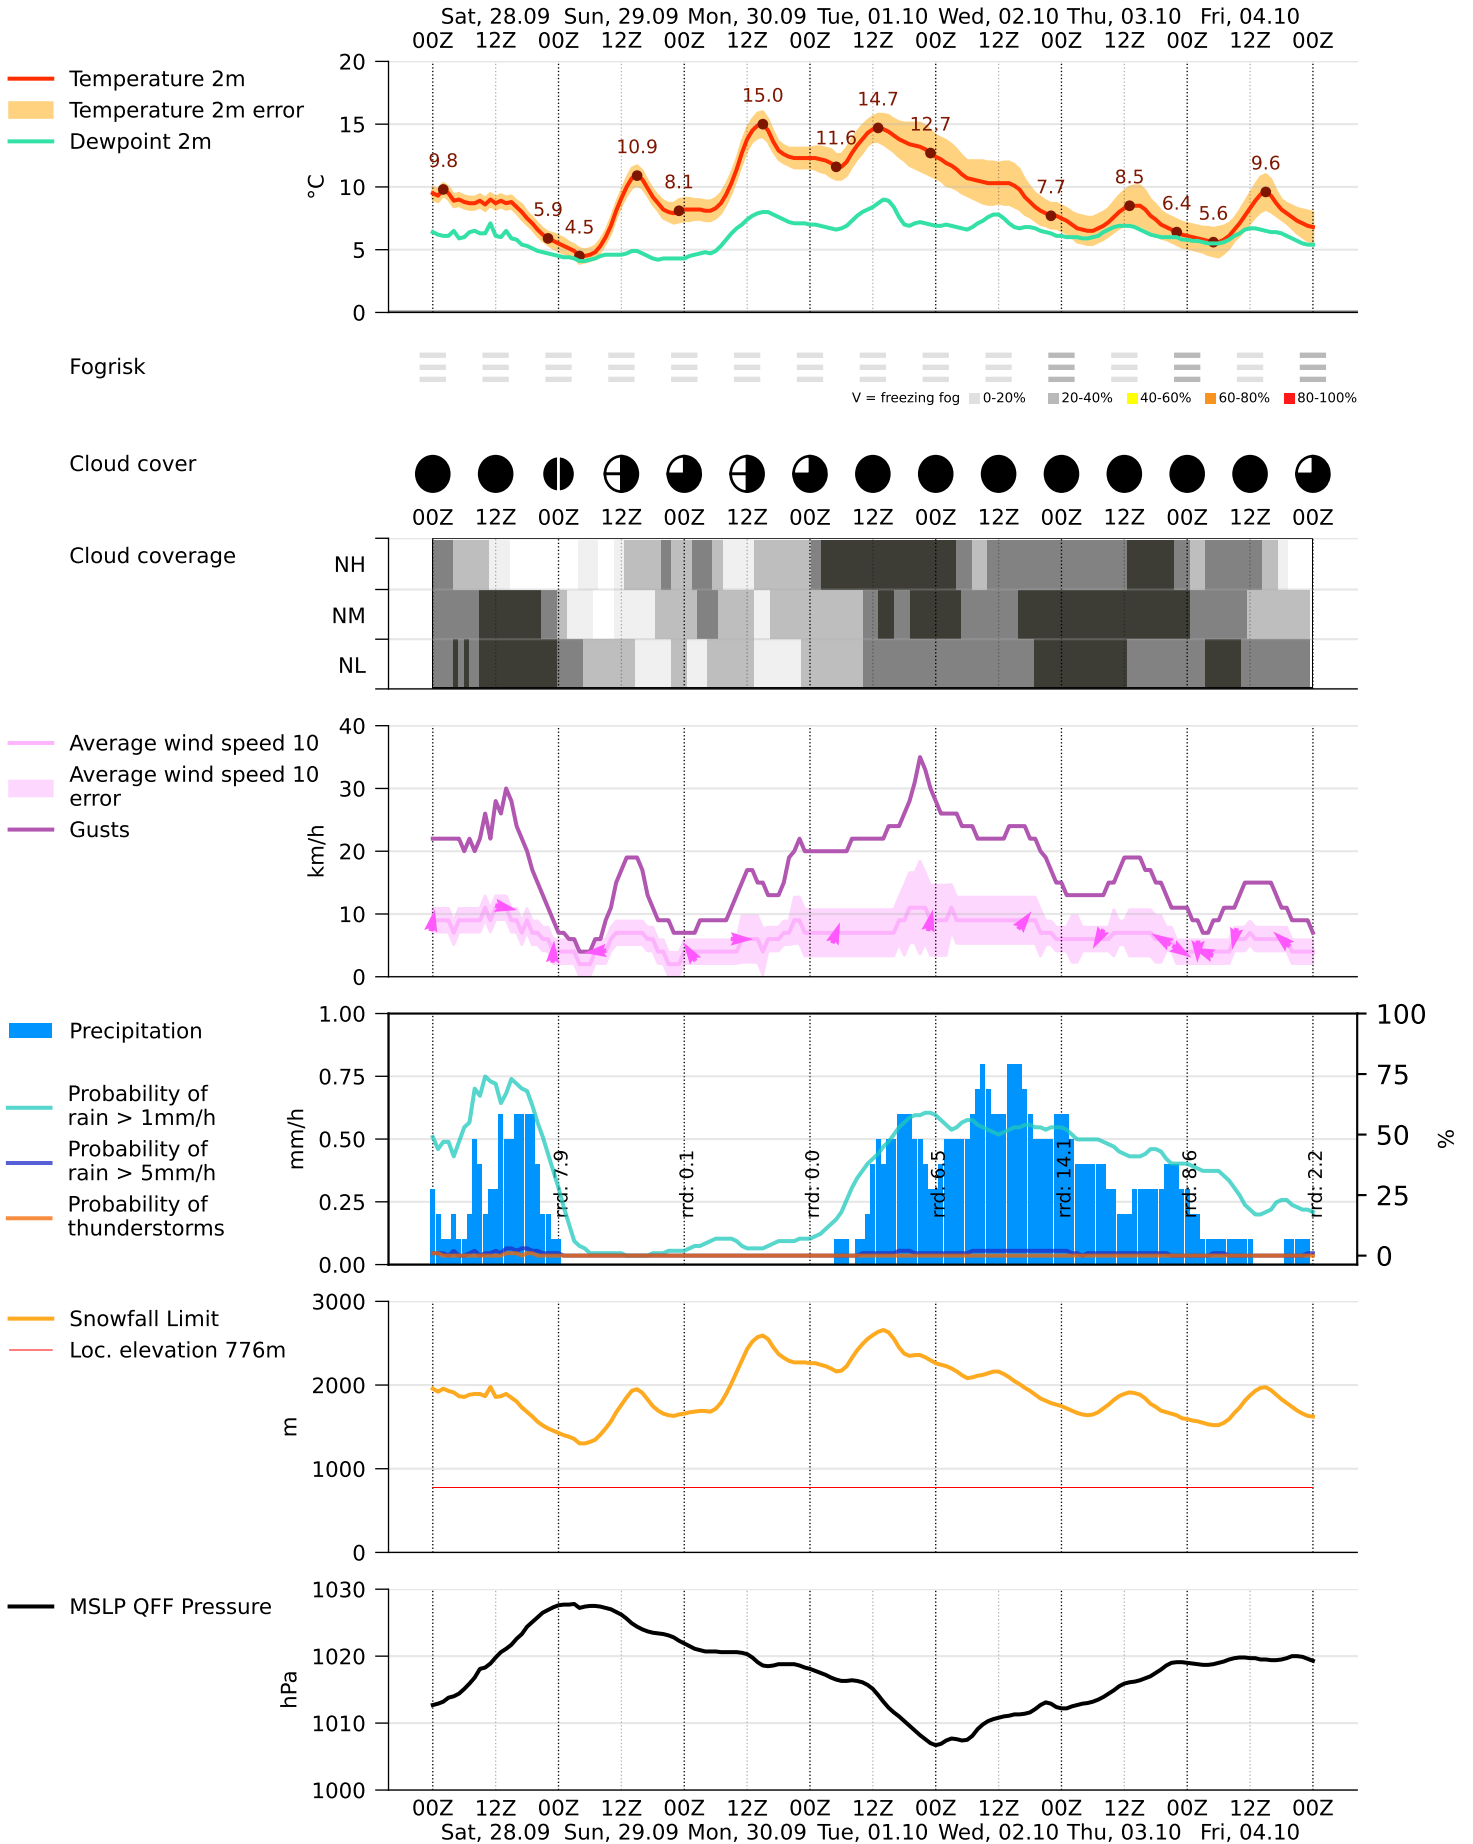 Sat, 28.09 Sun, 29.09 Mon, 30.09 Tue, 01.10 Wed, 02.10 Thu, 03.10 Fri, 04.10
00Z 12Z 00Z 12Z 00Z 12Z 00Z 12Z 00Z 12Z 00Z 12Z 00Z 12Z 00Z
Temperature 2m
Temperature 2m error
Dewpoint 2m
°C
20
15
10
5
0
9.8
5.9
4.5
10.9
8.1
15.0
11.6
14.7
12.7
7.7
8.5
6.4
5.6
9.6
Fogrisk
V = freezing fog 0-20% 20-40% 40-60% 60-80% 80-100%
Cloud cover
00Z 12Z 00Z 12Z 00Z 12Z 00Z 12Z 00Z 12Z 00Z 12Z 00Z 12Z 00Z
Cloud coverage
NH
NM
NL
Average wind speed 10
Average wind speed 10
error
Gusts
km/h
40
30
20
10
0
Precipitation
Probability of
rain > 1mm/h
Probability of
rain > 5mm/h
Probability of
thunderstorms
mm/h
1.00
0.75
0.50
0.25
0.00
rrd: 7.9
rrd: 0.1
rrd: 0.0
rrd: 6.5
rrd: 14.1
rrd: 8.6
rrd: 2.2
100
75
50
25
0
%
Snowfall Limit
Loc. elevation 776m
m
3000
2000
1000
0
MSLP QFF Pressure
hPa
1030
1020
1010
1000
00Z 12Z 00Z 12Z 00Z 12Z 00Z 12Z 00Z 12Z 00Z 12Z 00Z 12Z 00Z
Sat, 28.09 Sun, 29.09 Mon, 30.09 Tue, 01.10 Wed, 02.10 Thu, 03.10 Fri, 04.10